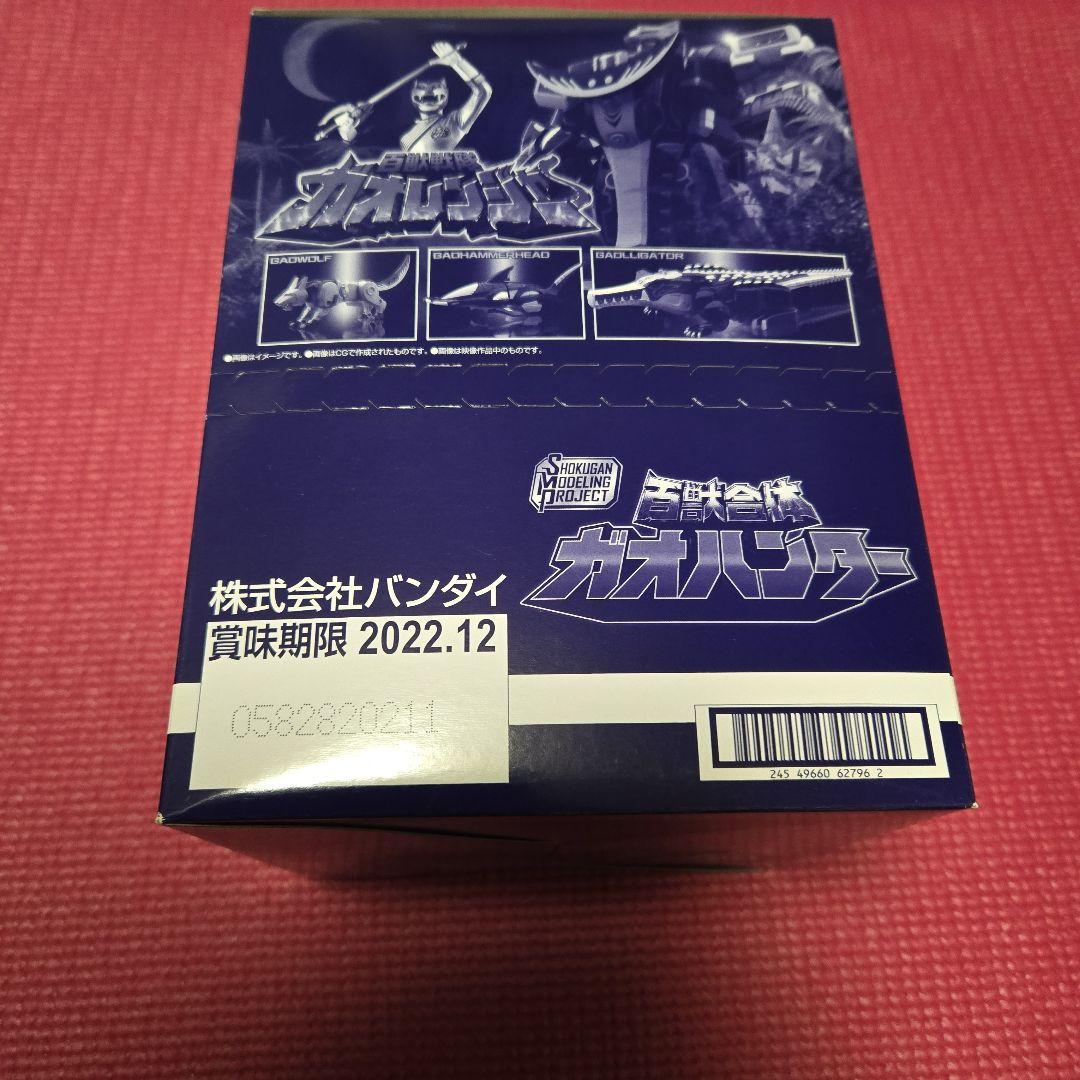 百獣戦隊
ガオレンジャー
GAOWOLF
GAOHAMMERHEAD
GAOLLIGATOR
●画像はイメージです。●画像はCGで作成されたものです。●画像は映像作品中のものです。
SHOKUGAN
MODELING
PROJECT
百獣合体
ガオハンター
株式会社バンダイ
賞味期限 2022.12
0582820211
245 49660 62796 2